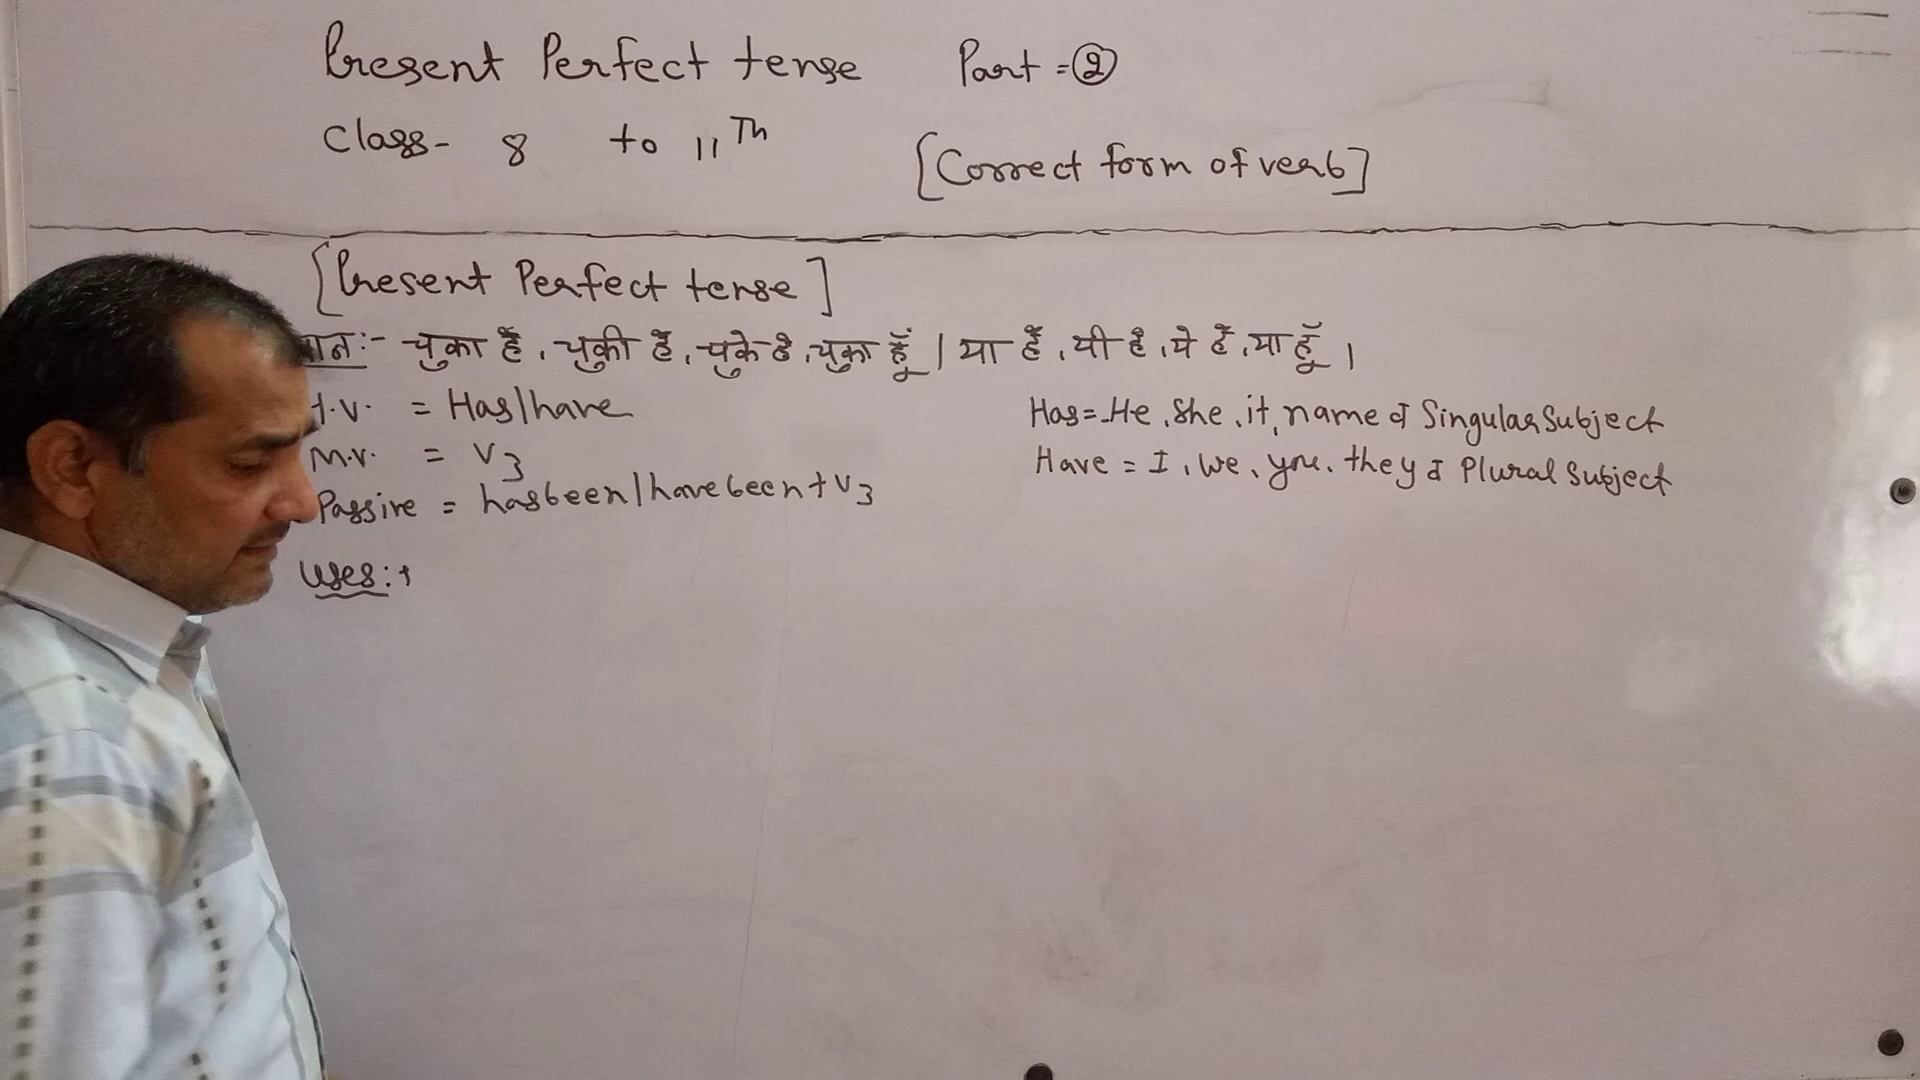 Present Perfect tense Part = ②
Class- 8 to 11Th
[Correct form of verb]
[Present Perfect tense]
चुका है, चुकी है, चुके है, चुका हूँ। या है, यी है, ये हैं, या हूँ।
H.V. = Has/have
Has = He, She, it, name व Singular Subject
M.V. = V3
Have = I, We, you, they व Plural Subject
Passive = has been / have been + V3
Uses :+